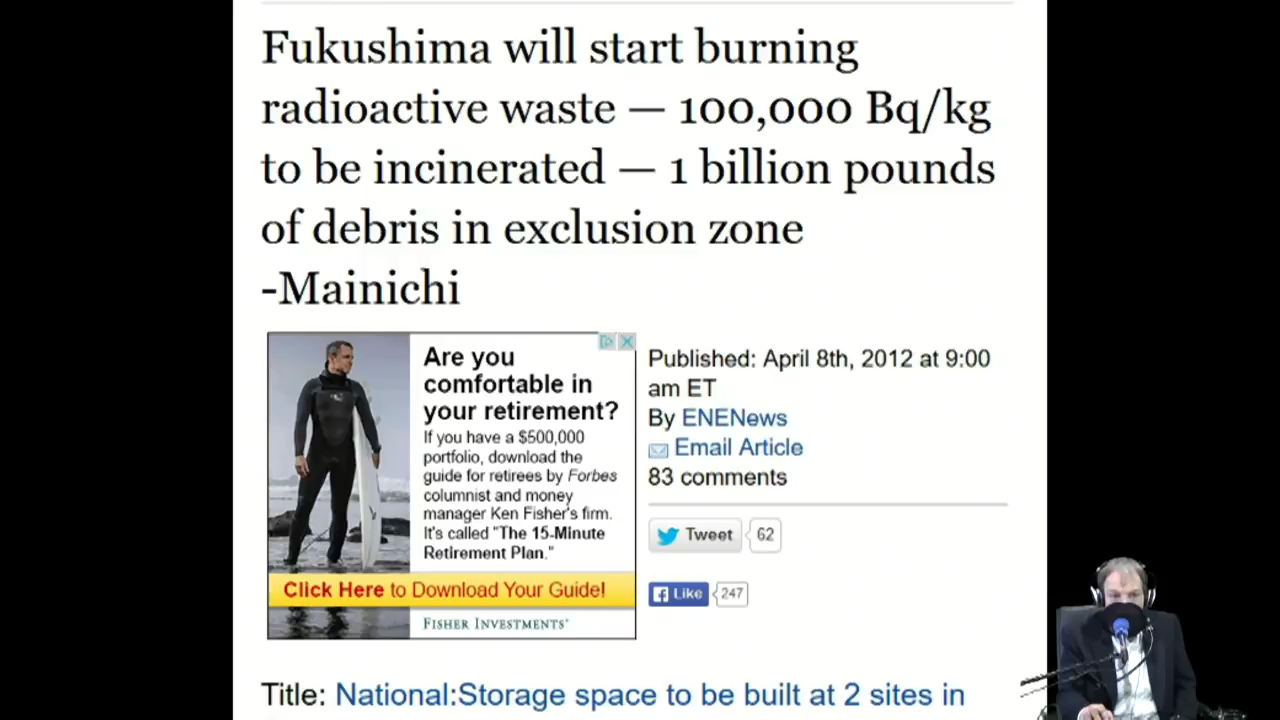 Fukushima will start burning
radioactive waste — 100,000 Bq/kg
to be incinerated — 1 billion pounds
of debris in exclusion zone
-Mainichi
Are you
comfortable in
your retirement?
If you have a $500,000
portfolio, download the
guide for retirees by Forbes
columnist and money
manager Ken Fisher's firm.
It's called "The 15-Minute
Retirement Plan."
Click Here to Download Your Guide!
FISHER INVESTMENTS
Published: April 8th, 2012 at 9:00
am ET
By ENENews
Email Article
83 comments
Tweet 62
Like 247
Title: National:Storage space to be built at 2 sites in